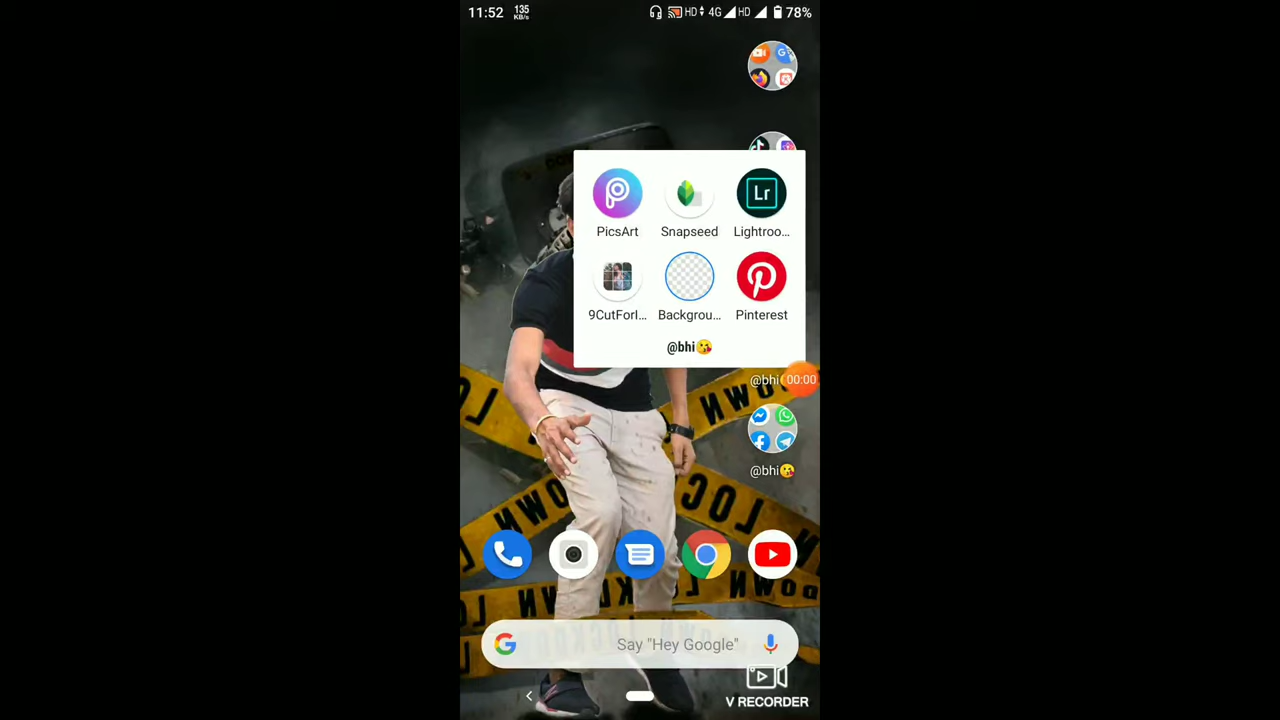 11:52 135 KB/s HD 4G HD 78%
PicsArt Snapseed Lightroo...
9CutForI... Backgrou... Pinterest
@bhi😘
@bhi 00:00
@bhi😘
LOCKDOWN
G Say "Hey Google"
V RECORDER